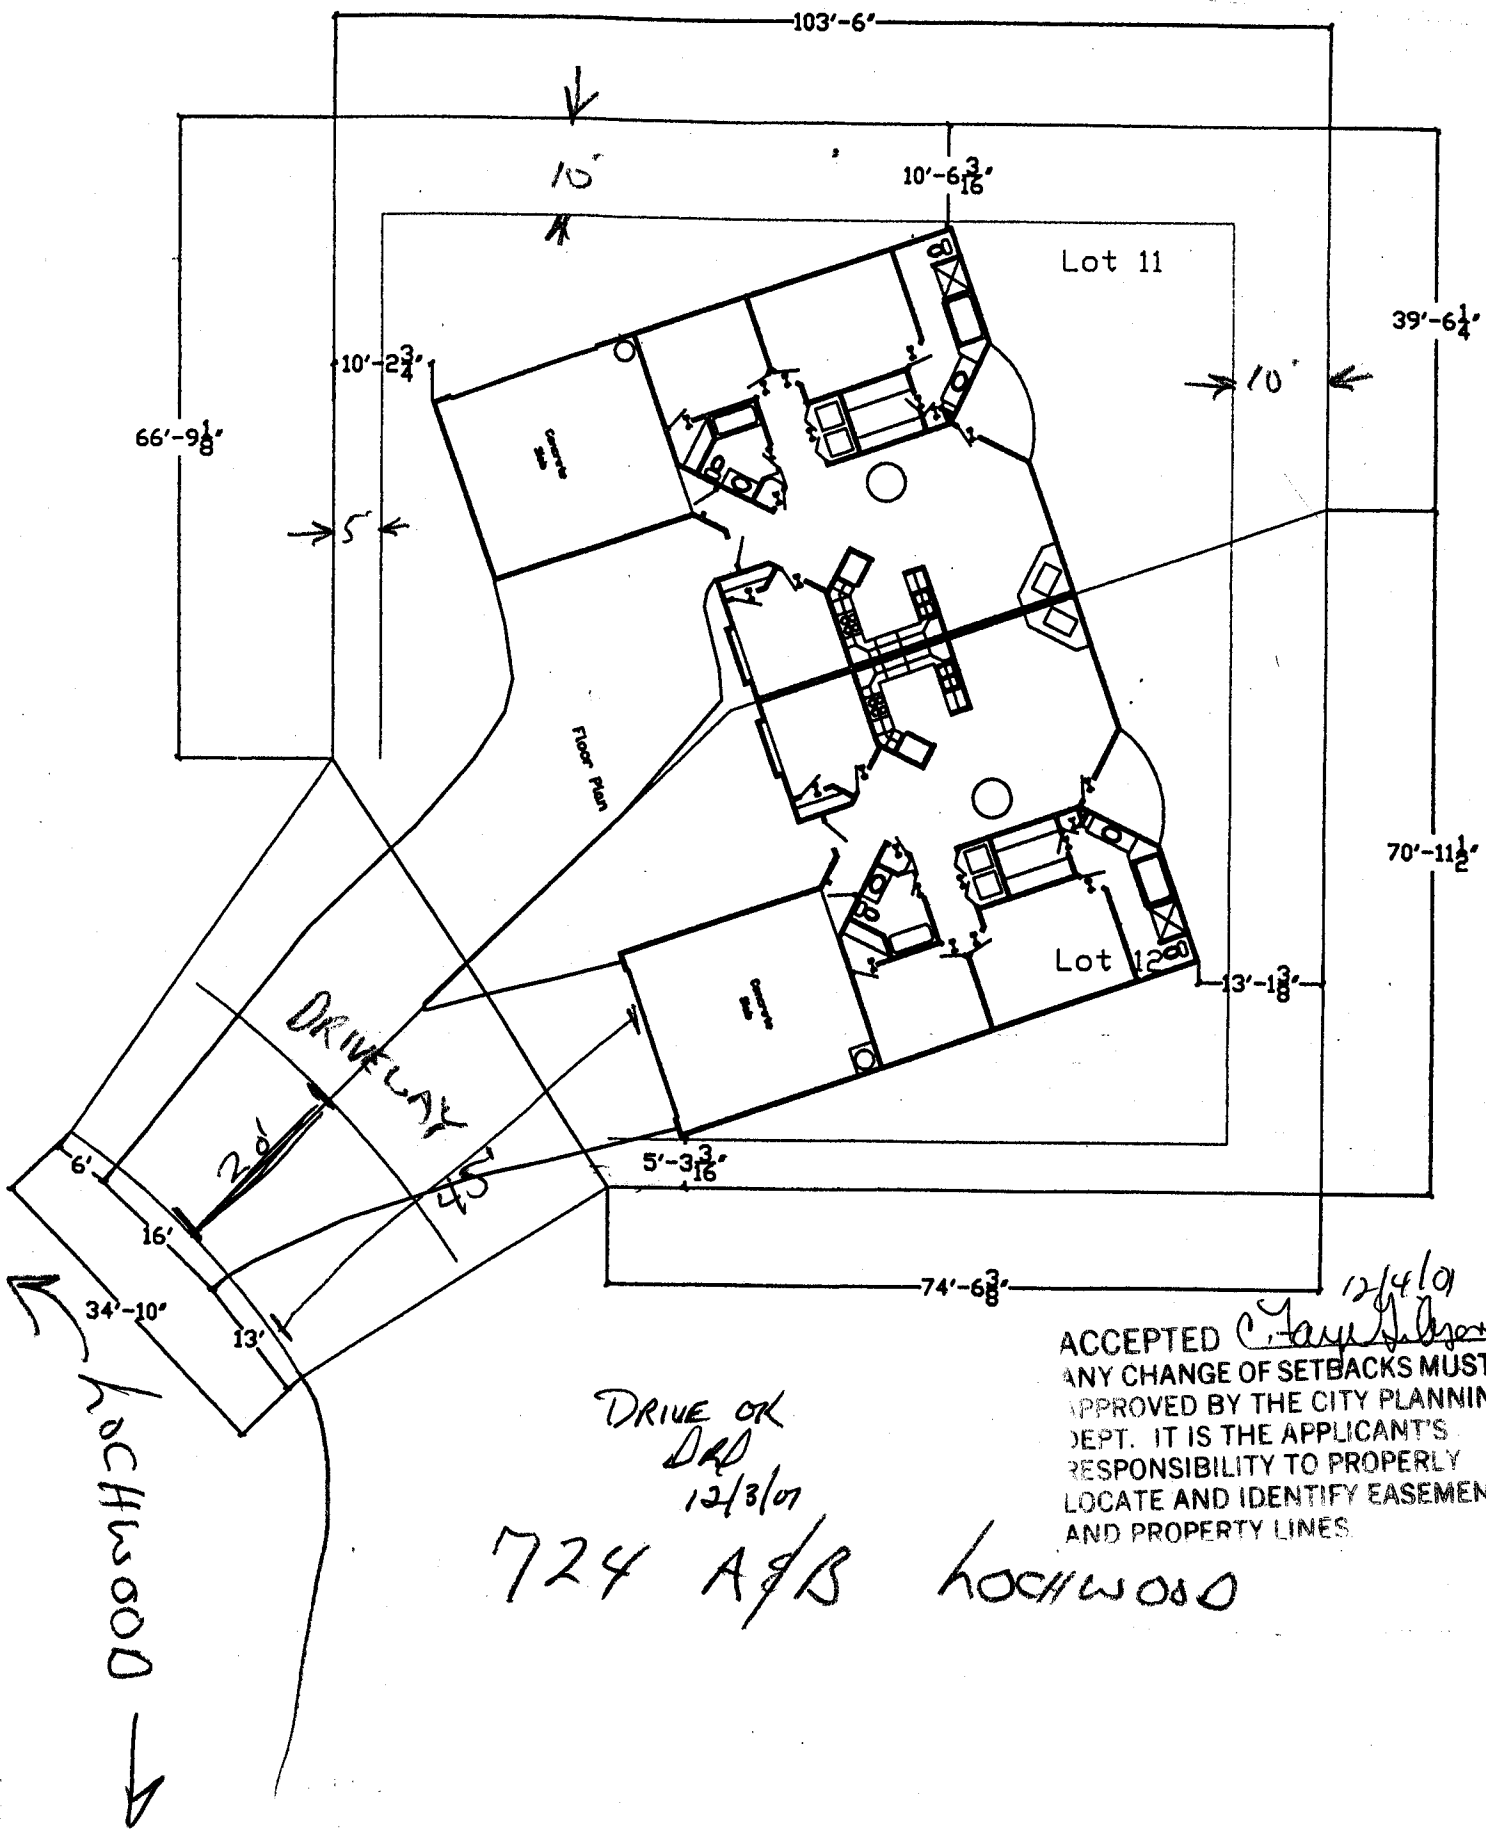 103'-6"
10'
10'-6 3/16"
Lot 11
39'-6 1/4"
10'-2 3/4"
10'
66'-9 1/8"
Concrete
Slab
5'
Floor Plan
70'-11 1/2"
Lot 12
13'-1 3/8"
Concrete
Slab
DRIVEWAY
20'
45'
5'-3 3/16"
6'
16'
34'-10"
13'
74'-6 3/8"
12/4/01
ACCEPTED C. Faye Gibson
ANY CHANGE OF SETBACKS MUST
APPROVED BY THE CITY PLANNIN
DEPT. IT IS THE APPLICANT'S
RESPONSIBILITY TO PROPERLY
LOCATE AND IDENTIFY EASEMEN
AND PROPERTY LINES
LOCHWOOD
DRIVE OK
DRD
12/3/01
724 A&B LOCHWOOD